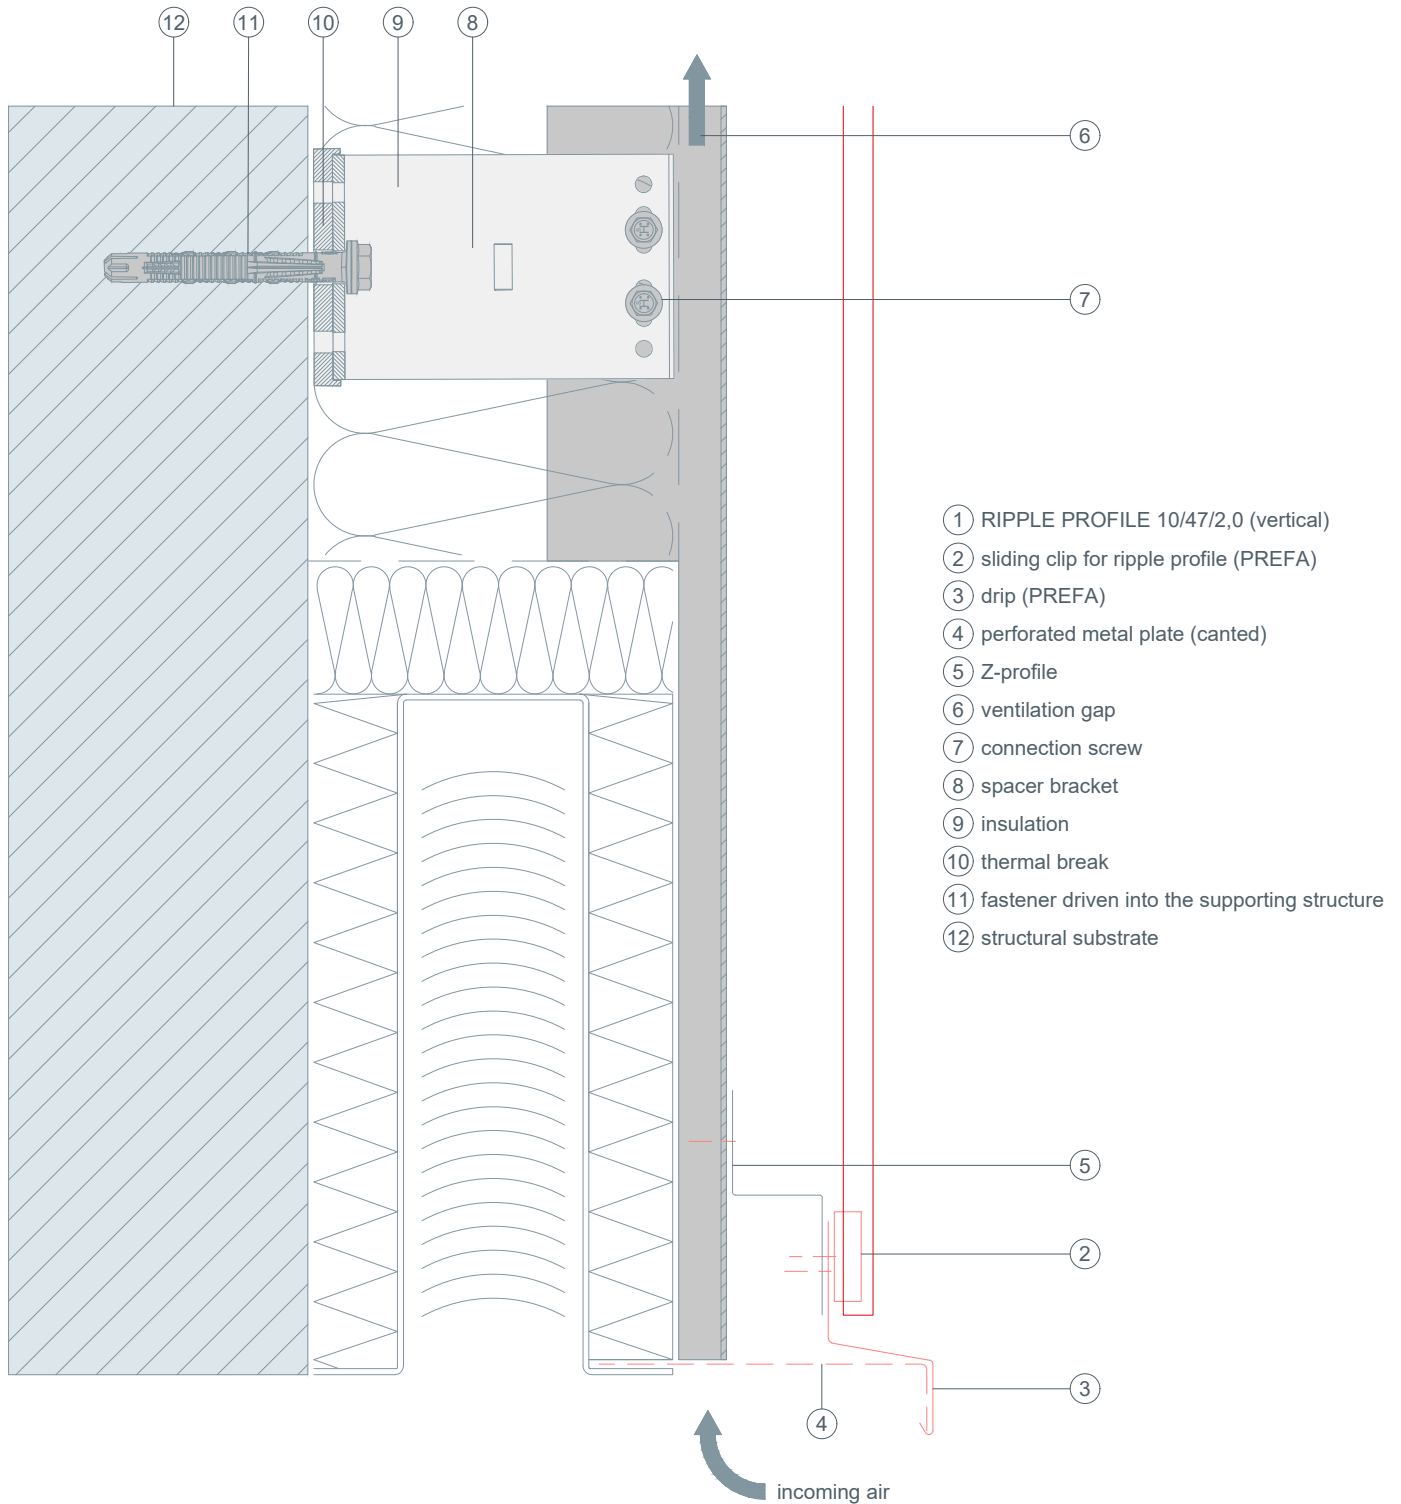 12 11 10 9 8
6
7
1 RIPPLE PROFILE 10/47/2,0 (vertical)
2 sliding clip for ripple profile (PREFA)
3 drip (PREFA)
4 perforated metal plate (canted)
5 Z-profile
6 ventilation gap
7 connection screw
8 spacer bracket
9 insulation
10 thermal break
11 fastener driven into the supporting structure
12 structural substrate
5
2
3
4
incoming air